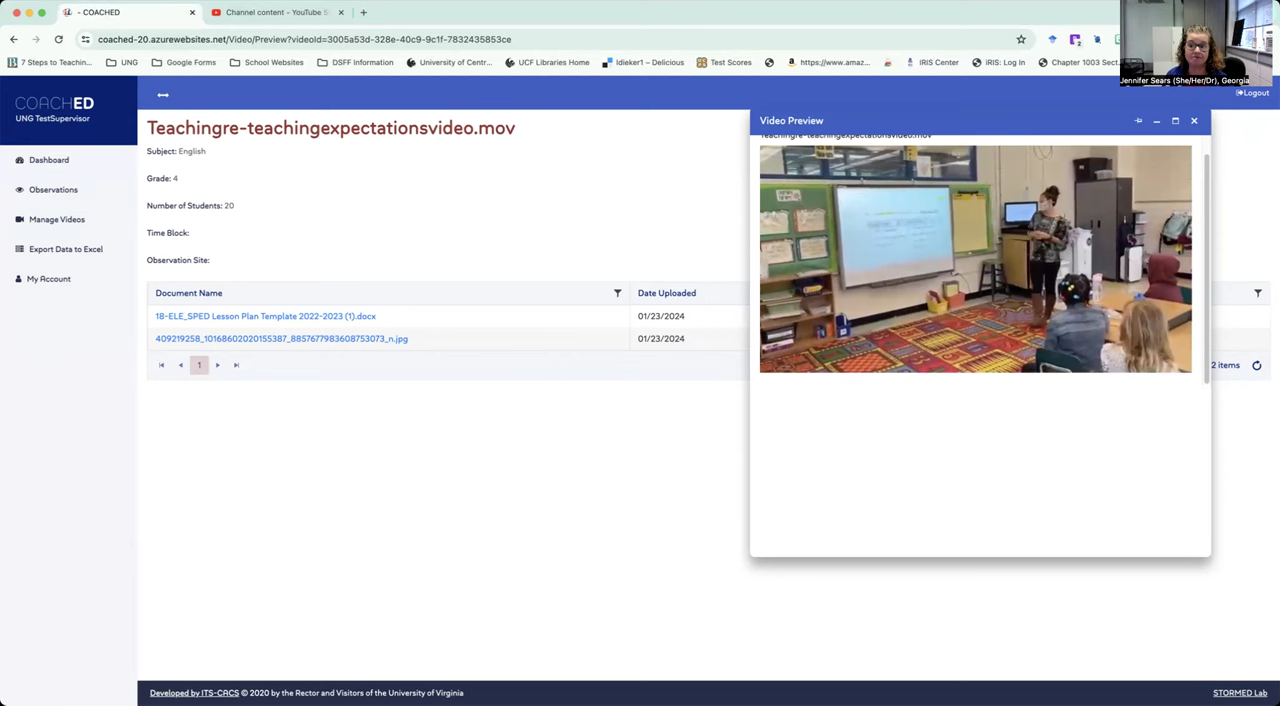 - COACHED
Channel content - YouTube S
coached-20.azurewebsites.net/Video/Preview?videoId=3005a53d-328e-40c9-9c1f-7832435853ce
7 Steps to Teachin...
UNG
Google Forms
School Websites
DSFF Information
University of Centr...
UCF Libraries Home
ldieker1 – Delicious
Test Scores
https://www.amaz...
IRIS Center
IRIS: Log In
Chapter 1003 Sect...
Jennifer Sears (She/Her/Dr), Georgia
Logout
COACHED
UNG TestSupervisor
Dashboard
Observations
Manage Videos
Export Data to Excel
My Account
Teachingre-teachingexpectationsvideo.mov
Subject: English
Grade: 4
Number of Students: 20
Time Block:
Observation Site:
Document Name
Date Uploaded
18-ELE_SPED Lesson Plan Template 2022-2023 (1).docx
01/23/2024
409219258_10168602020155387_8857677983608753073_n.jpg
01/23/2024
1
2 items
Video Preview
Teachingre-teachingexpectationsvideo.mov
Developed by ITS-CACS © 2020 by the Rector and Visitors of the University of Virginia
STORMED Lab